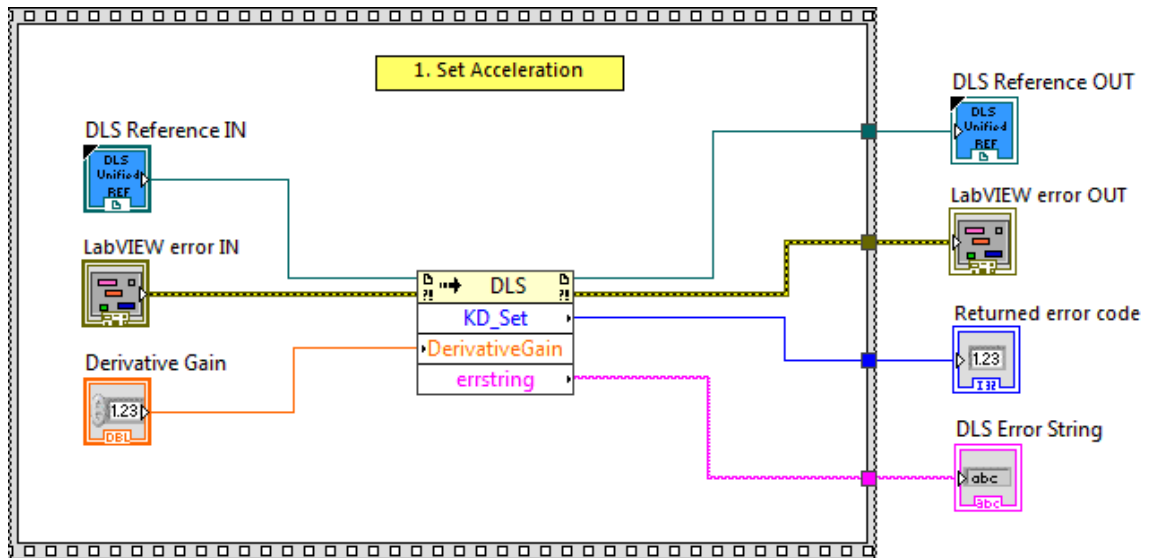 1. Set Acceleration
DLS Reference IN
DLS
Unified
REF
LabVIEW error IN
Derivative Gain
1.23
DBL
?! DLS ?!
KD_Set
DerivativeGain
errstring
DLS Reference OUT
DLS
Unified
REF
LabVIEW error OUT
Returned error code
1.23
I32
DLS Error String
abc
abc